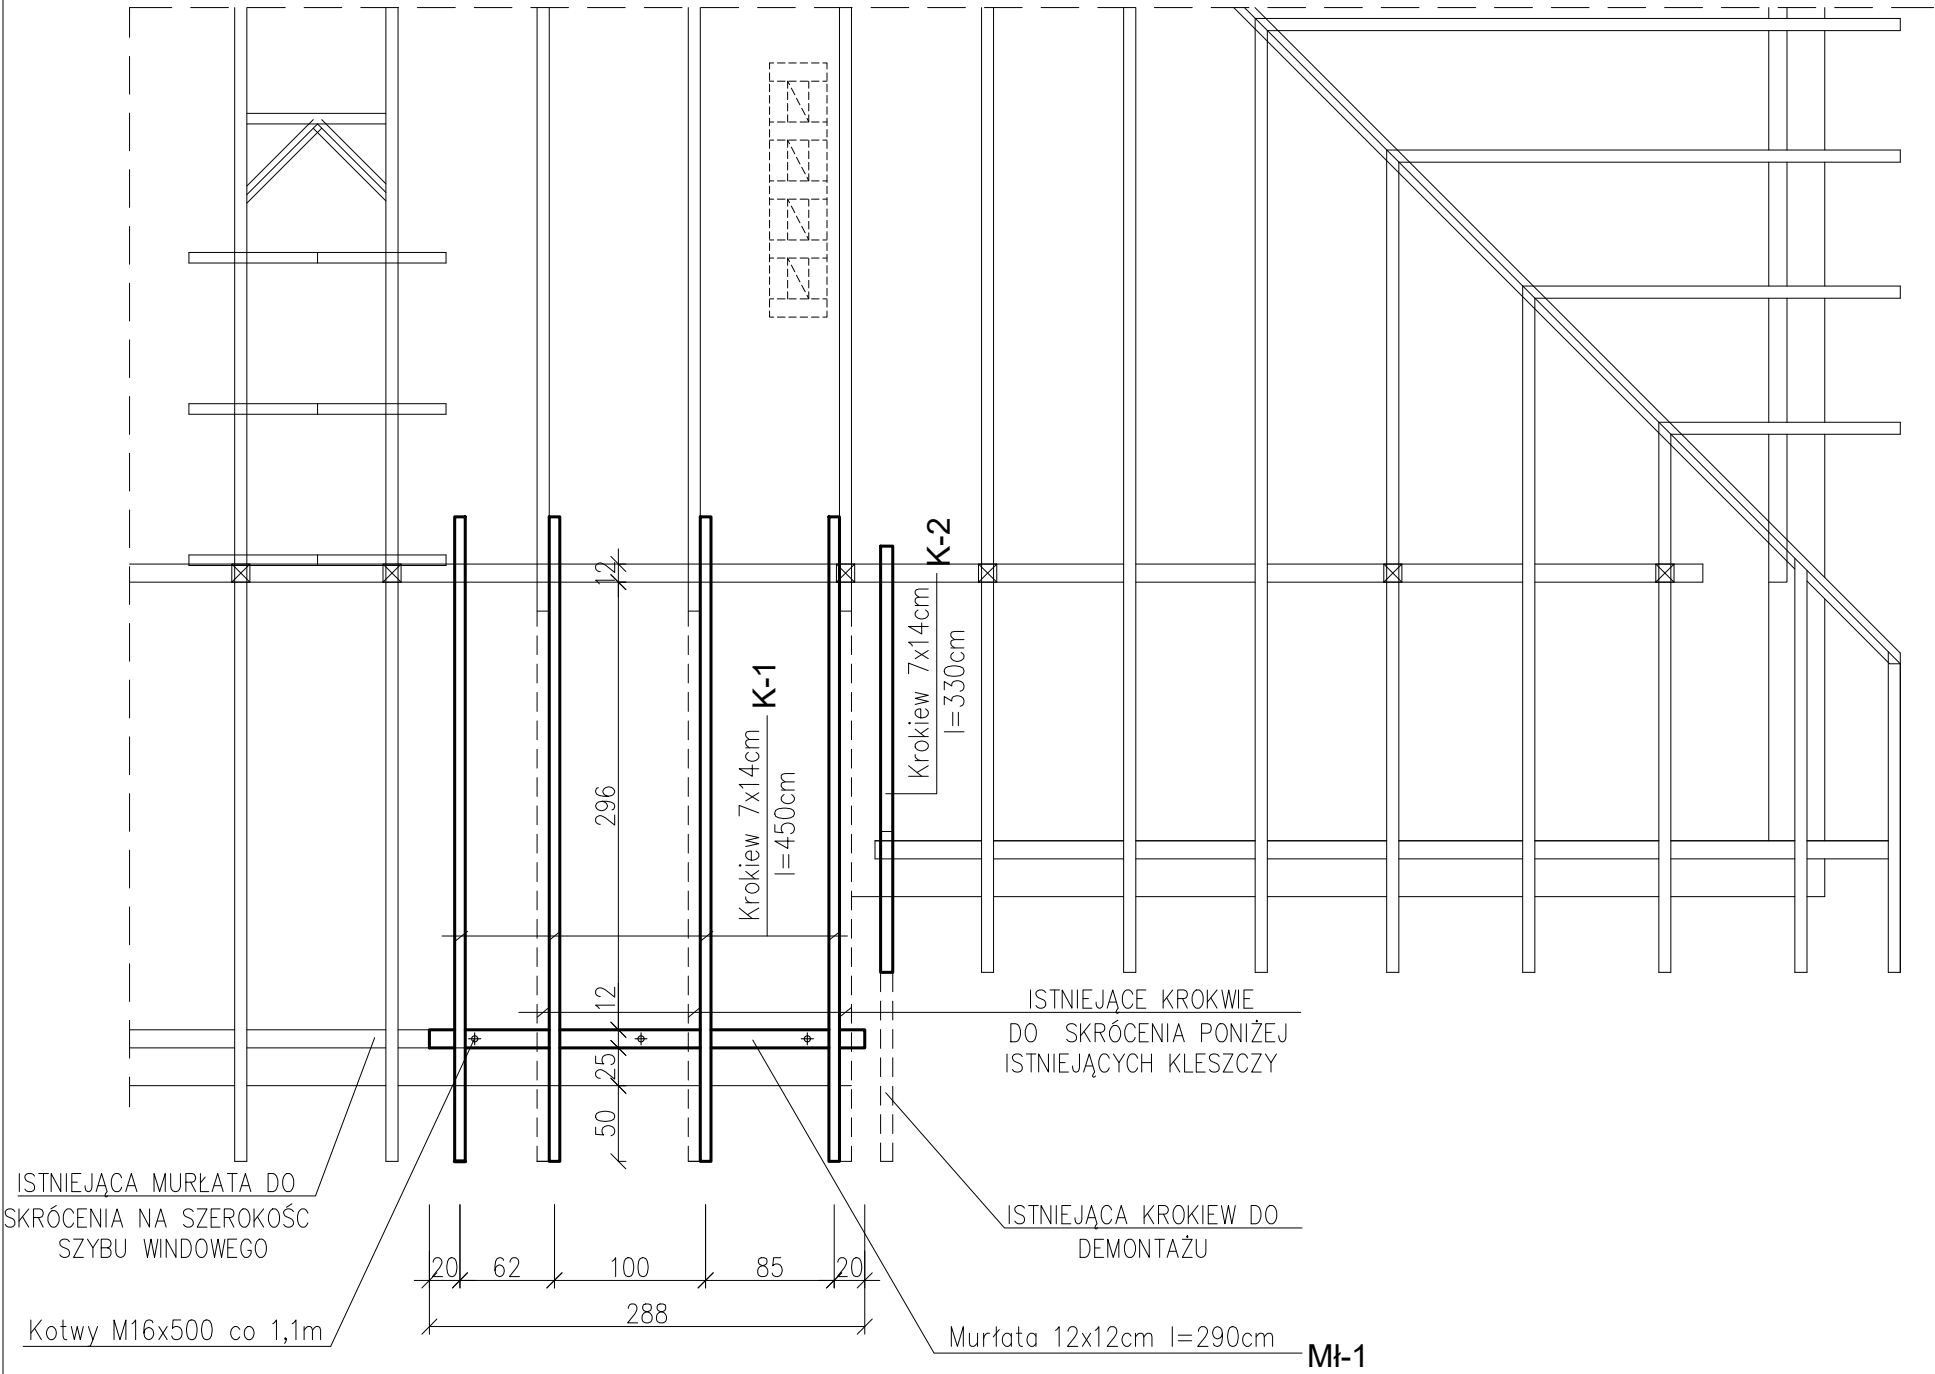 K-2
Krokiew 7x14cm
l=330cm
K-1
Krokiew 7x14cm
l=450cm
12
296
12
25
50
ISTNIEJĄCE KROKWIE
DO SKRÓCENIA PONIŻEJ
ISTNIEJĄCYCH KLESZCZY
ISTNIEJĄCA MURŁATA DO
SKRÓCENIA NA SZEROKOŚC
SZYBU WINDOWEGO
ISTNIEJĄCA KROKIEW DO
DEMONTAŻU
20 62 100 85 20
288
Kotwy M16x500 co 1,1m
Murłata 12x12cm l=290cm
Mł-1